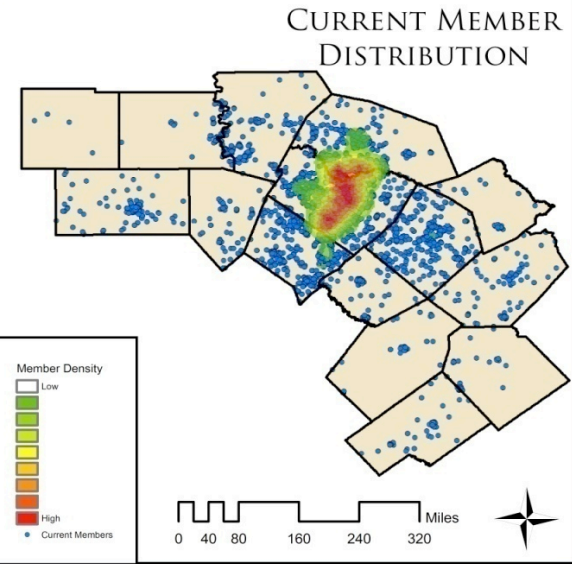 CURRENT MEMBER
DISTRIBUTION
Member Density
Low
High
Current Members
Miles
0 40 80 160 240 320